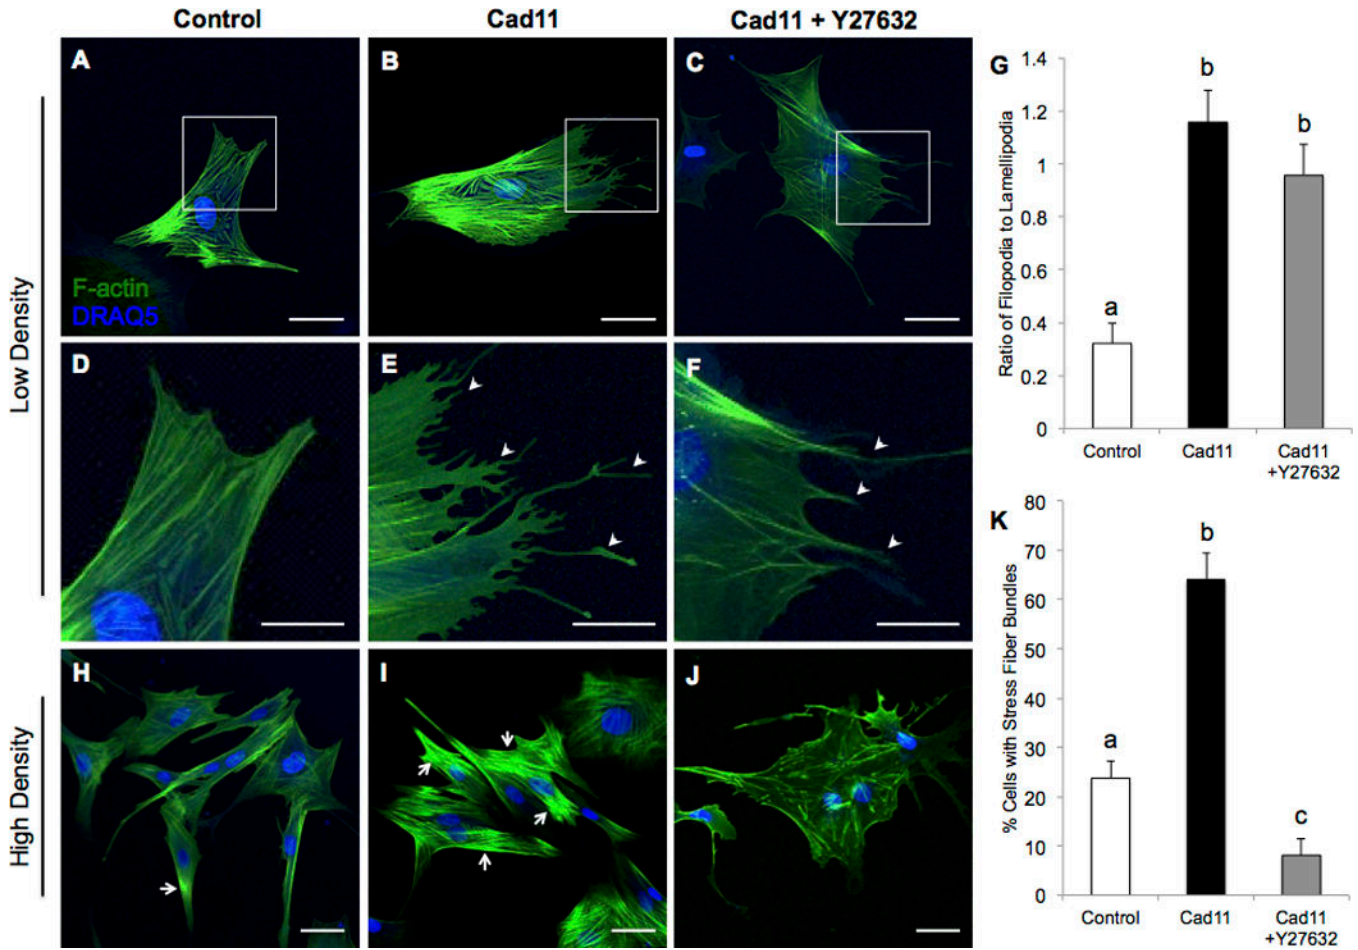 Control
Cad11
Cad11 + Y27632
A
B
C
Low Density
F-actin
DRAQ5
D
E
F
High Density
H
I
J
G
Ratio of Filopodia to Lamellipodia
1.4
1.2
1
0.8
0.6
0.4
0.2
0
a
b
b
Control
Cad11
Cad11
+Y27632
K
% Cells with Stress Fiber Bundles
80
70
60
50
40
30
20
10
0
a
b
c
Control
Cad11
Cad11
+Y27632